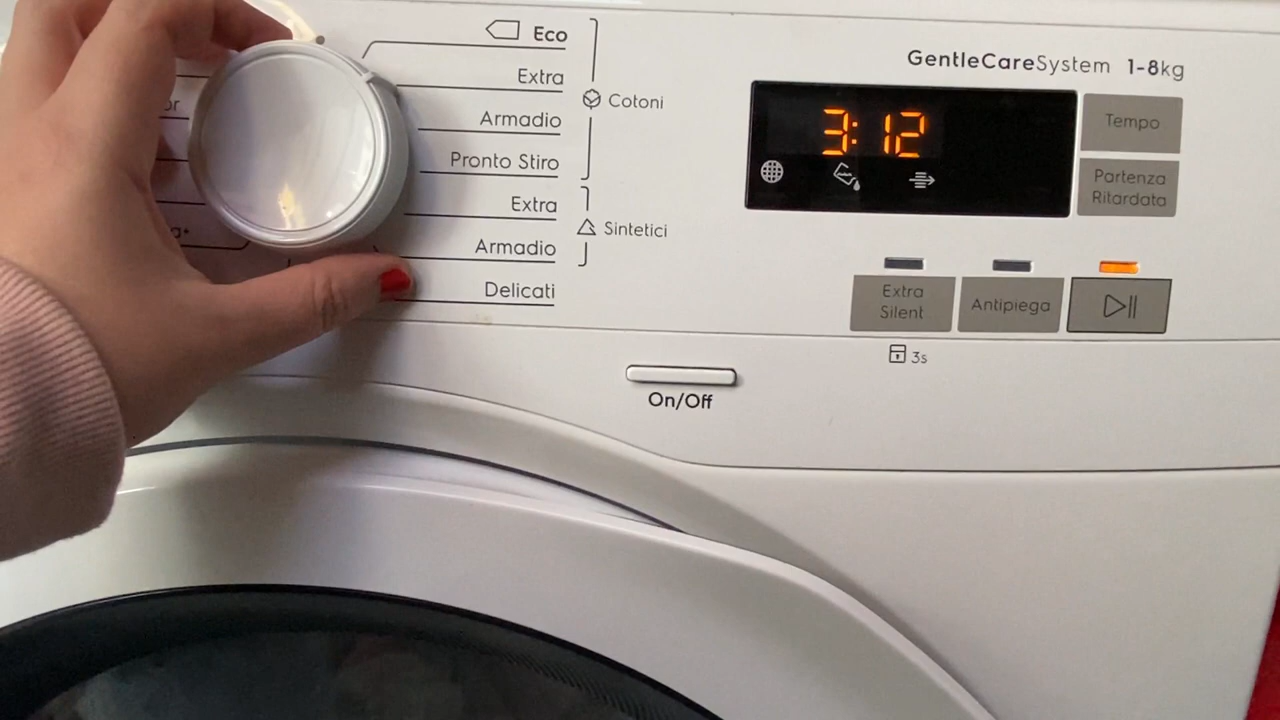 Eco
Extra
Armadio
Pronto Stiro
Cotoni
Extra
Armadio
Sintetici
Delicati
GentleCareSystem 1-8kg
3:12
Tempo
Partenza
Ritardata
Extra
Silent
Antipiega
3s
On/Off